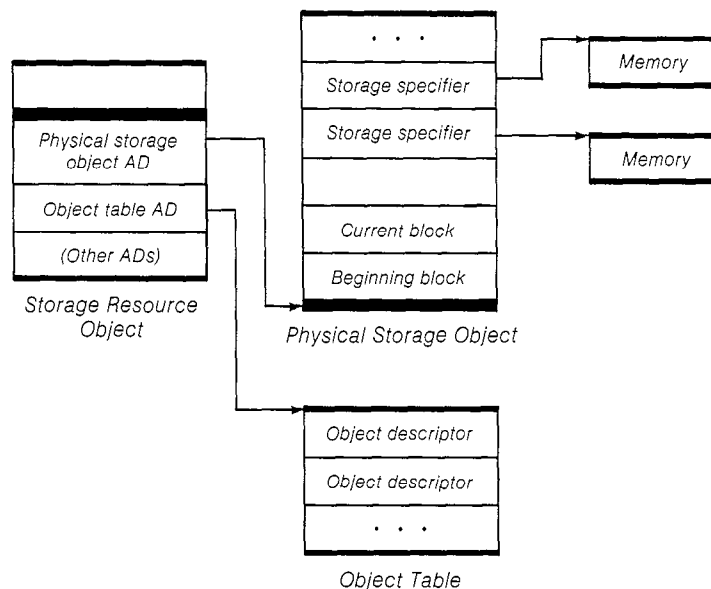 Physical storage
object AD
Object table AD
(Other ADs)
Storage Resource
Object
. . .
Storage specifier
Storage specifier
Current block
Beginning block
Physical Storage Object
Memory
Memory
Object descriptor
Object descriptor
. . .
Object Table